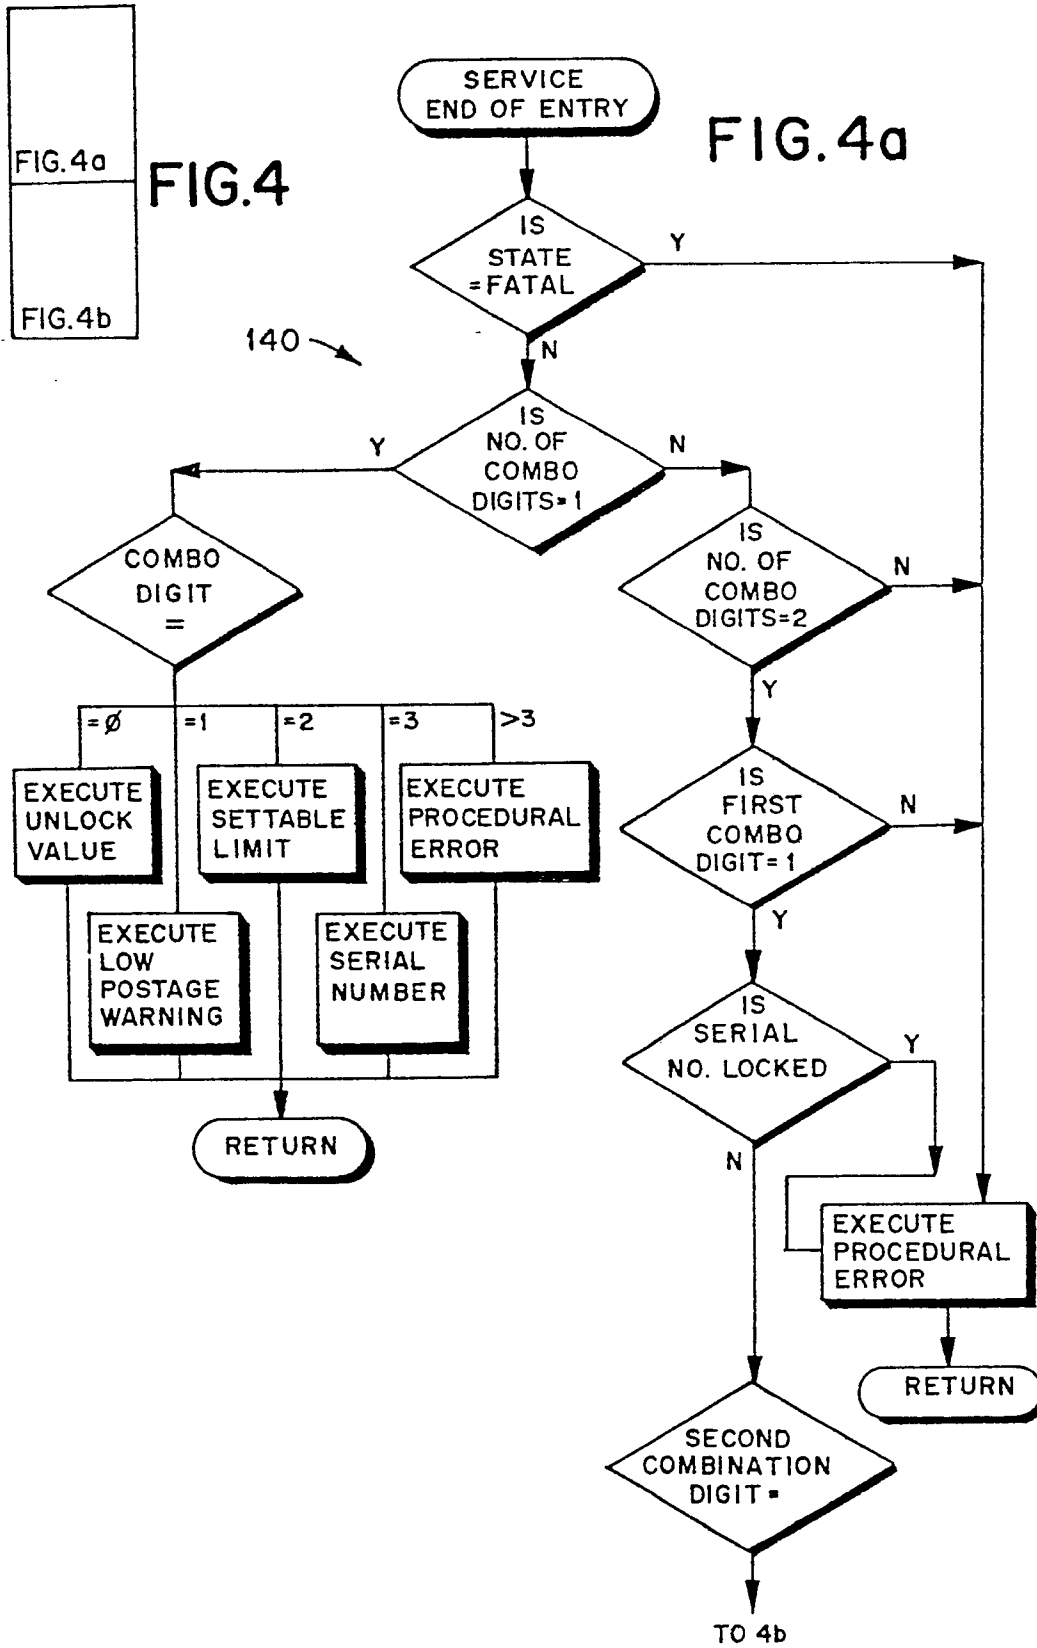 FIG.4a
FIG.4b
FIG.4
FIG.4a
SERVICE
END OF ENTRY
IS
STATE
=FATAL
Y
N
140
IS
NO. OF
COMBO
DIGITS=1
Y
N
COMBO
DIGIT
=
IS
NO. OF
COMBO
DIGITS=2
N
Y
=Ø
=1
=2
=3
>3
EXECUTE
UNLOCK
VALUE
EXECUTE
SETTABLE
LIMIT
EXECUTE
PROCEDURAL
ERROR
EXECUTE
LOW
POSTAGE
WARNING
EXECUTE
SERIAL
NUMBER
RETURN
IS
FIRST
COMBO
DIGIT=1
N
Y
IS
SERIAL
NO. LOCKED
Y
N
EXECUTE
PROCEDURAL
ERROR
RETURN
SECOND
COMBINATION
DIGIT=
TO 4b